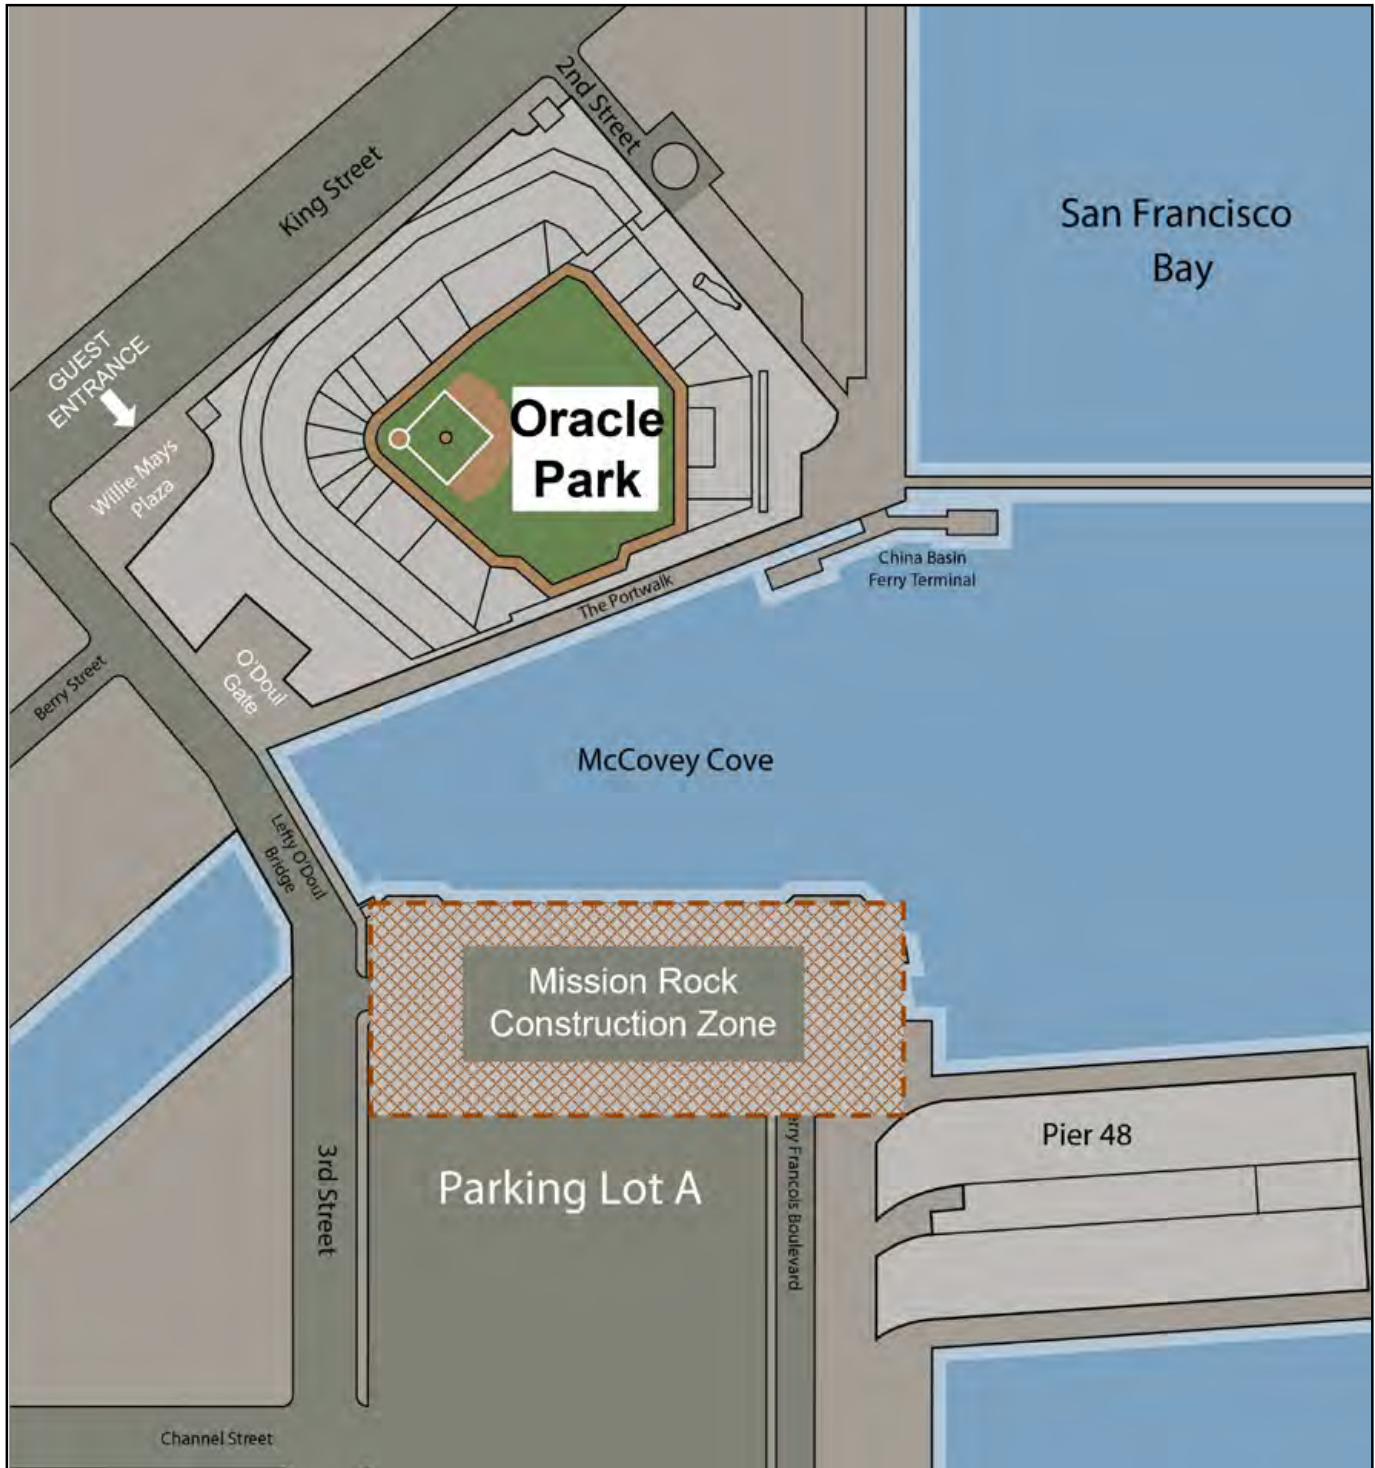 2nd Street
King Street
San Francisco
Bay
GUEST
ENTRANCE
Oracle
Park
Willie Mays
Plaza
China Basin
Ferry Terminal
The Portwalk
O'Doul
Gate
Berry Street
McCovey Cove
Lefty O'Doul
Bridge
Mission Rock
Construction Zone
Pier 48
3rd Street
Parking Lot A
Francois Boulevard
Channel Street